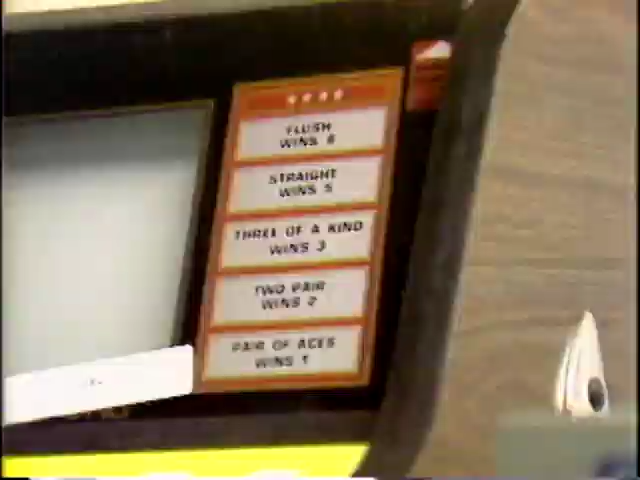 FLUSH
WINS 6
STRAIGHT
WINS 5
THREE OF A KIND
WINS 3
TWO PAIR
WINS 2
PAIR OF ACES
WINS 1